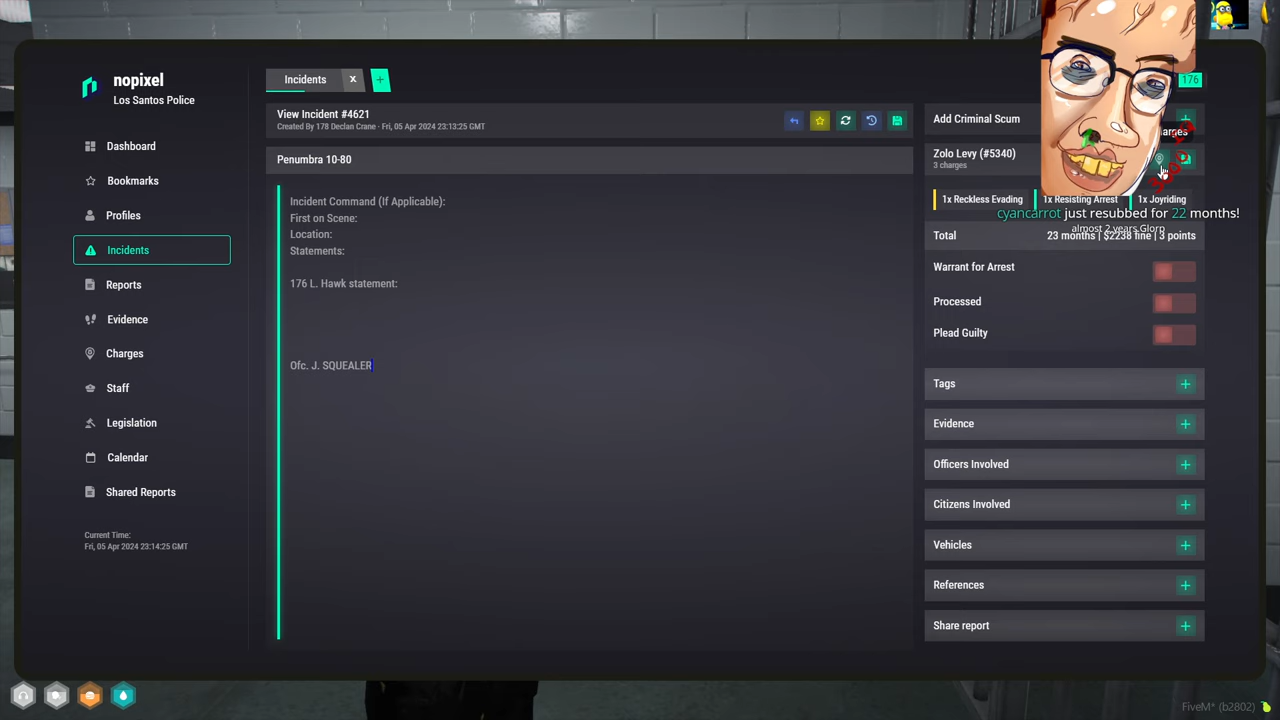 nopixel
Los Santos Police
Dashboard
Bookmarks
Profiles
Incidents
Reports
Evidence
Charges
Staff
Legislation
Calendar
Shared Reports
Current Time:
Fri, 05 Apr 2024 23:14:25 GMT
Incidents X +
View Incident #4621
Created By 178 Declan Crane · Fri, 05 Apr 2024 23:13:25 GMT
Penumbra 10-80
Incident Command (If Applicable):
First on Scene:
Location:
Statements:
176 L. Hawk statement:
Ofc. J. SQUEALER
176
Add Criminal Scum
Zolo Levy (#5340)
3 charges
1x Reckless Evading 1x Resisting Arrest 1x Joyriding
cyancarrot just resubbed for 22 months!
almost 2 years Glorp
Total 23 months | $2238 fine | 3 points
Warrant for Arrest
Processed
Plead Guilty
Tags +
Evidence +
Officers Involved +
Citizens Involved +
Vehicles +
References +
Share report +
FiveM* (b2802)